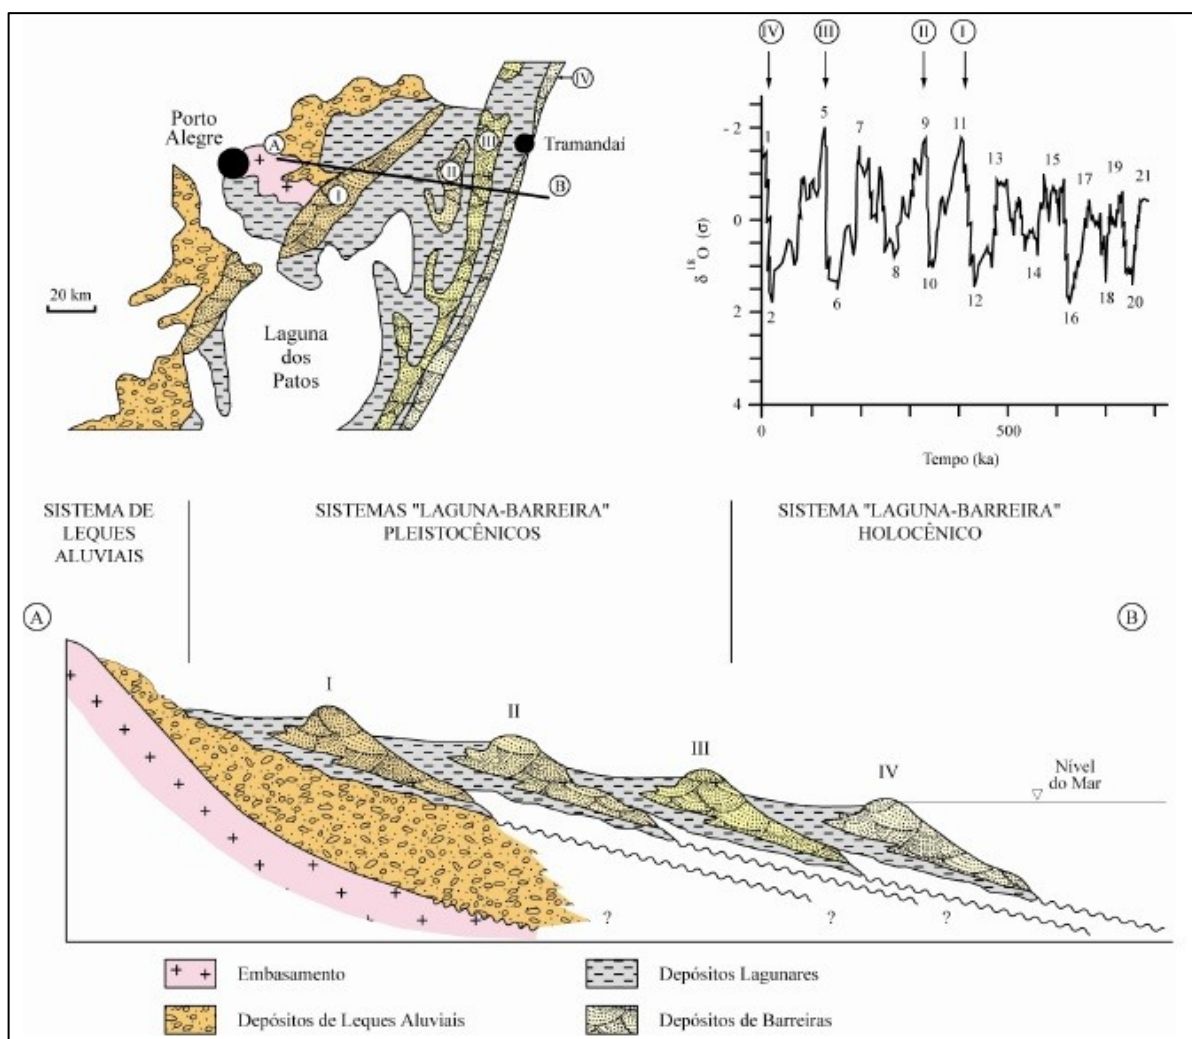 Porto
Alegre
A
I
II
III
IV
Tramandaí
B
20 km
Laguna
dos
Patos
IV
III
II
I
- 2
0
2
4
δ ¹⁸ O (σ)
1
2
5
6
7
8
9
10
11
12
13
14
15
16
17
18
19
20
21
0
500
Tempo (ka)
SISTEMA DE
LEQUES
ALUVIAIS
SISTEMAS "LAGUNA-BARREIRA"
PLEISTOCÊNICOS
SISTEMA "LAGUNA-BARREIRA"
HOLOCÊNICO
A
B
I
II
III
IV
Nível
do Mar
?
?
?
Embasamento
Depósitos Lagunares
Depósitos de Leques Aluviais
Depósitos de Barreiras